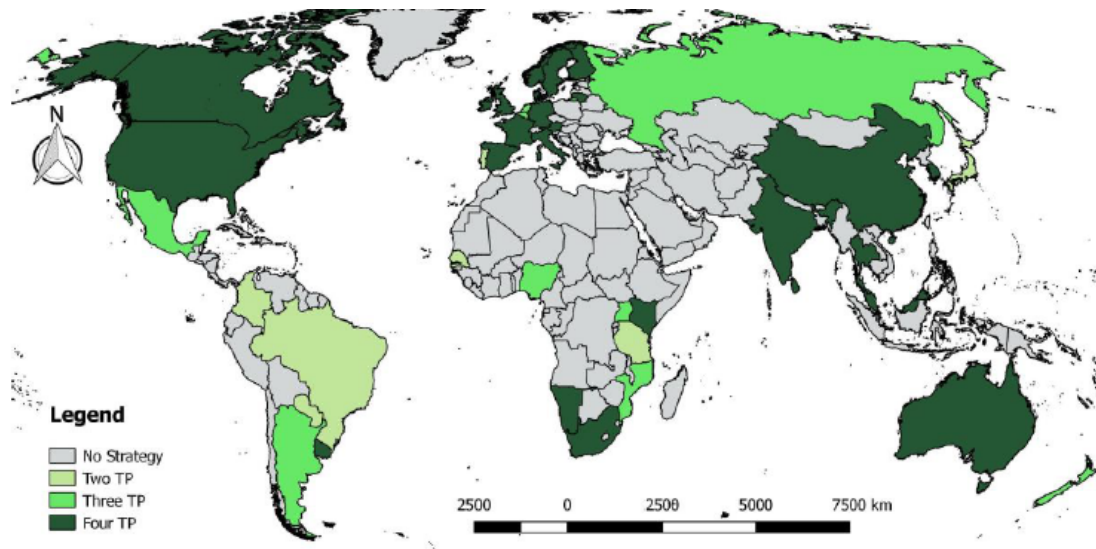 N
Legend
No Strategy
Two TP
Three TP
Four TP
2500 0 2500 5000 7500 km